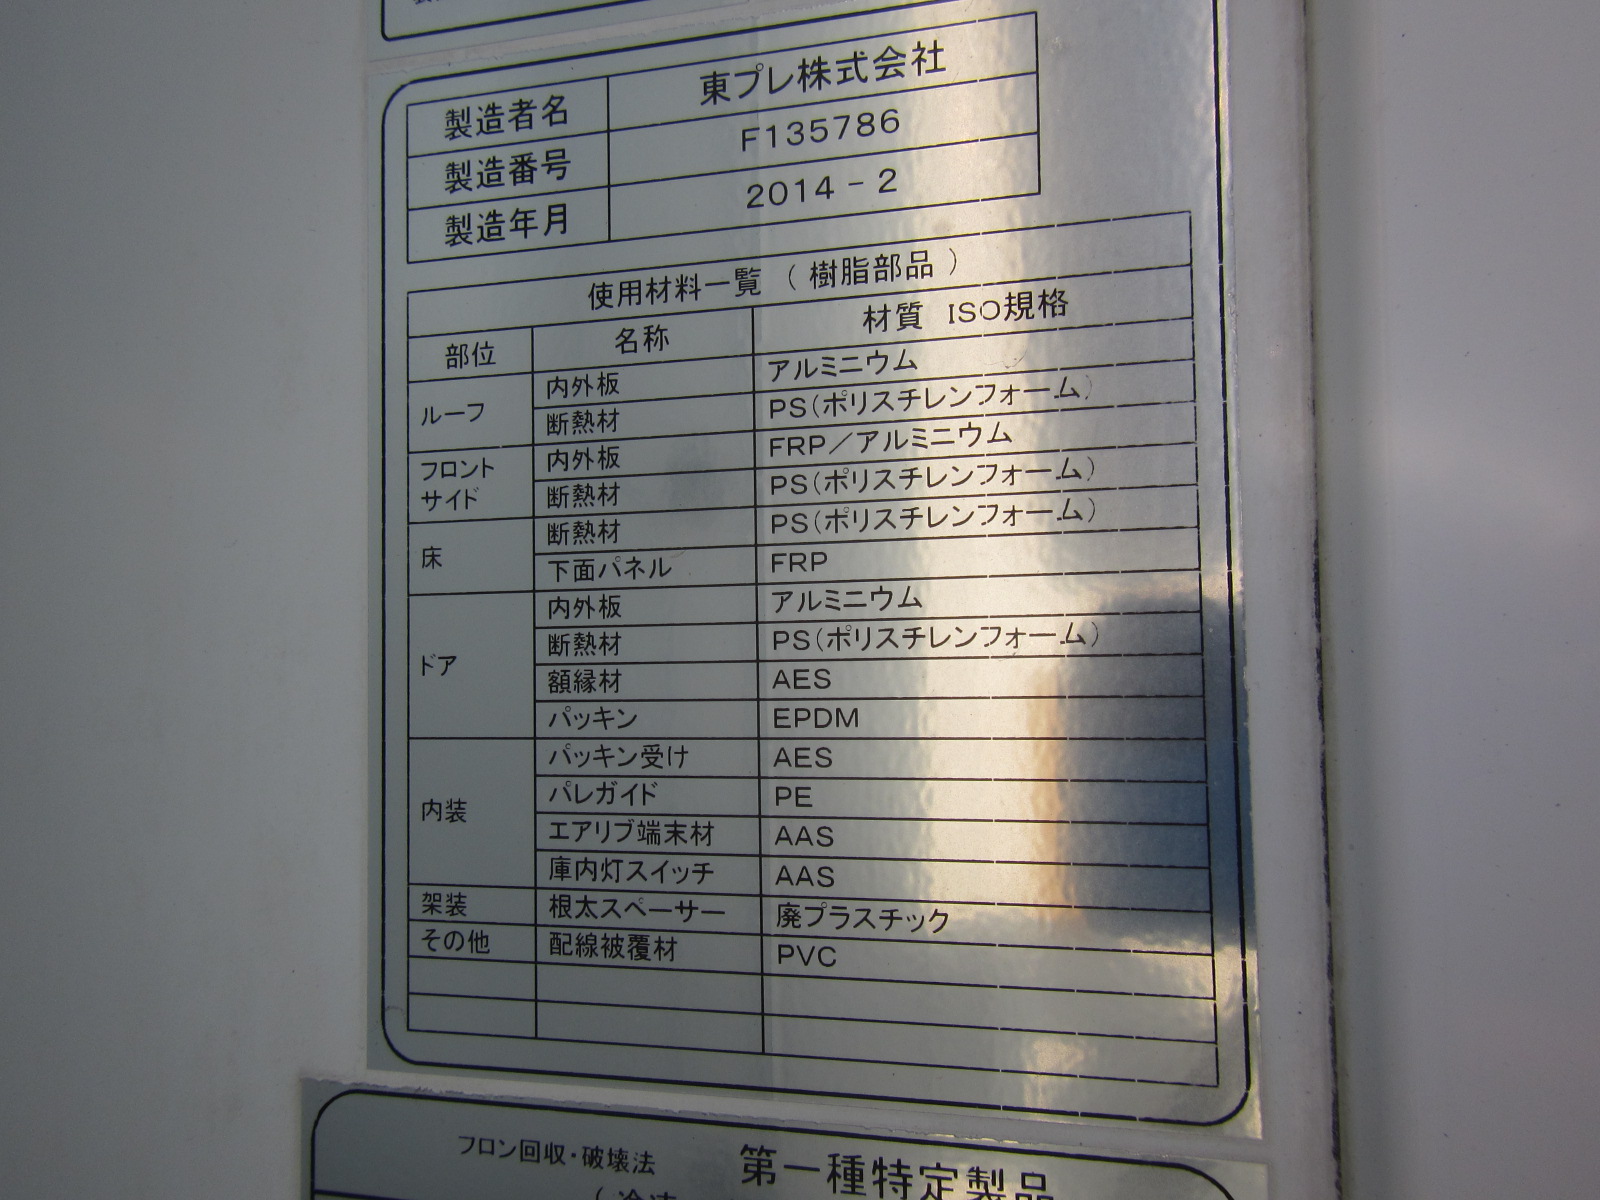 製造者名 東プレ株式会社
製造番号 F135786
製造年月 2014-2
使用材料一覧 (樹脂部品)
部位 名称 材質 ISO規格
ルーフ 内外板 アルミニウム
断熱材 PS(ポリスチレンフォーム)
フロント
サイド 内外板 FRP/アルミニウム
断熱材 PS(ポリスチレンフォーム)
床 断熱材 PS(ポリスチレンフォーム)
下面パネル FRP
ドア 内外板 アルミニウム
断熱材 PS(ポリスチレンフォーム)
額縁材 AES
パッキン EPDM
内装 パッキン受け AES
パレガイド PE
エアリブ端末材 AAS
庫内灯スイッチ AAS
架装 根太スペーサー 廃プラスチック
その他 配線被覆材 PVC
フロン回収・破壊法 第一種特定製品